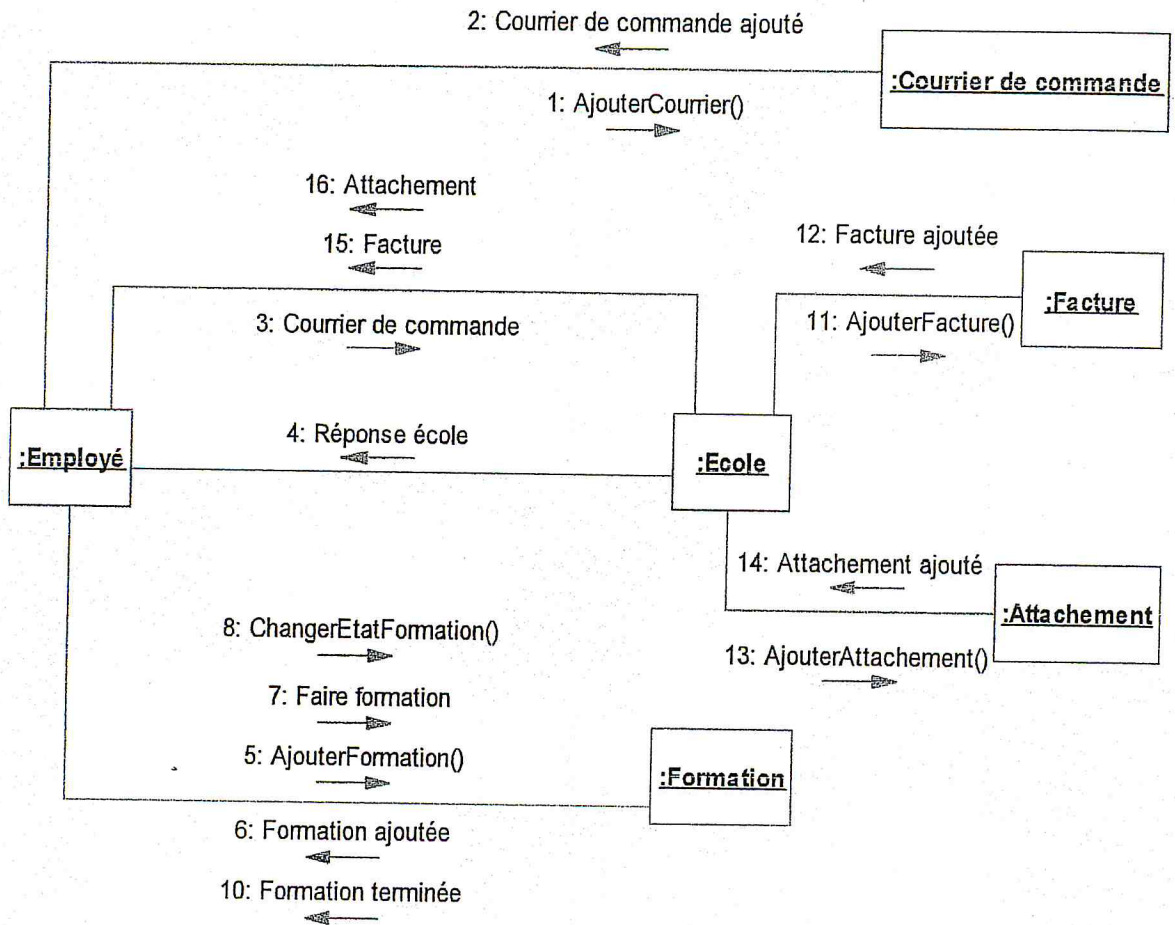 2: Courrier de commande ajouté
:Courrier de commande
1: AjouterCourrier()
16: Attachement
15: Facture
12: Facture ajoutée
:Facture
3: Courrier de commande
11: AjouterFacture()
:Employé
4: Réponse école
:Ecole
14: Attachement ajouté
:Attachement
8: ChangerEtatFormation()
13: AjouterAttachement()
7: Faire formation
5: AjouterFormation()
:Formation
6: Formation ajoutée
10: Formation terminée